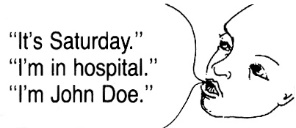 “It's Saturday.”
“I'm in hospital.”
“I'm John Doe.”